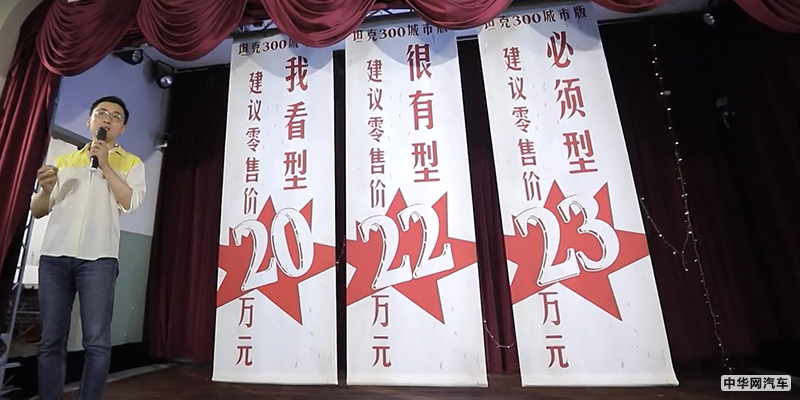 坦克300城市版
我看型
建议零售价
20
万元
坦克300城市版
很有型
建议零售价
22
万元
坦克300城市版
必须型
建议零售价
23
万元
中华网汽车